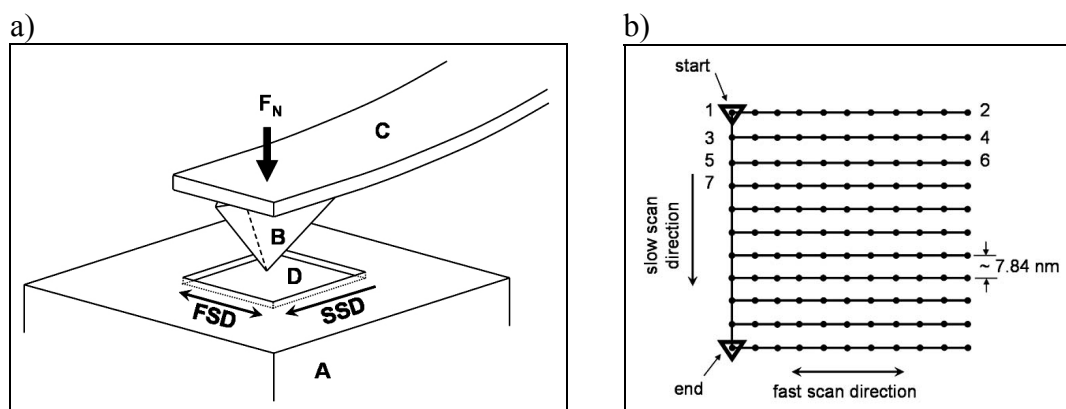 a)
F_N
C
B
D
FSD
SSD
A
b)
start
1 2
3 4
5 6
7
slow scan
direction
~ 7.84 nm
end
fast scan direction